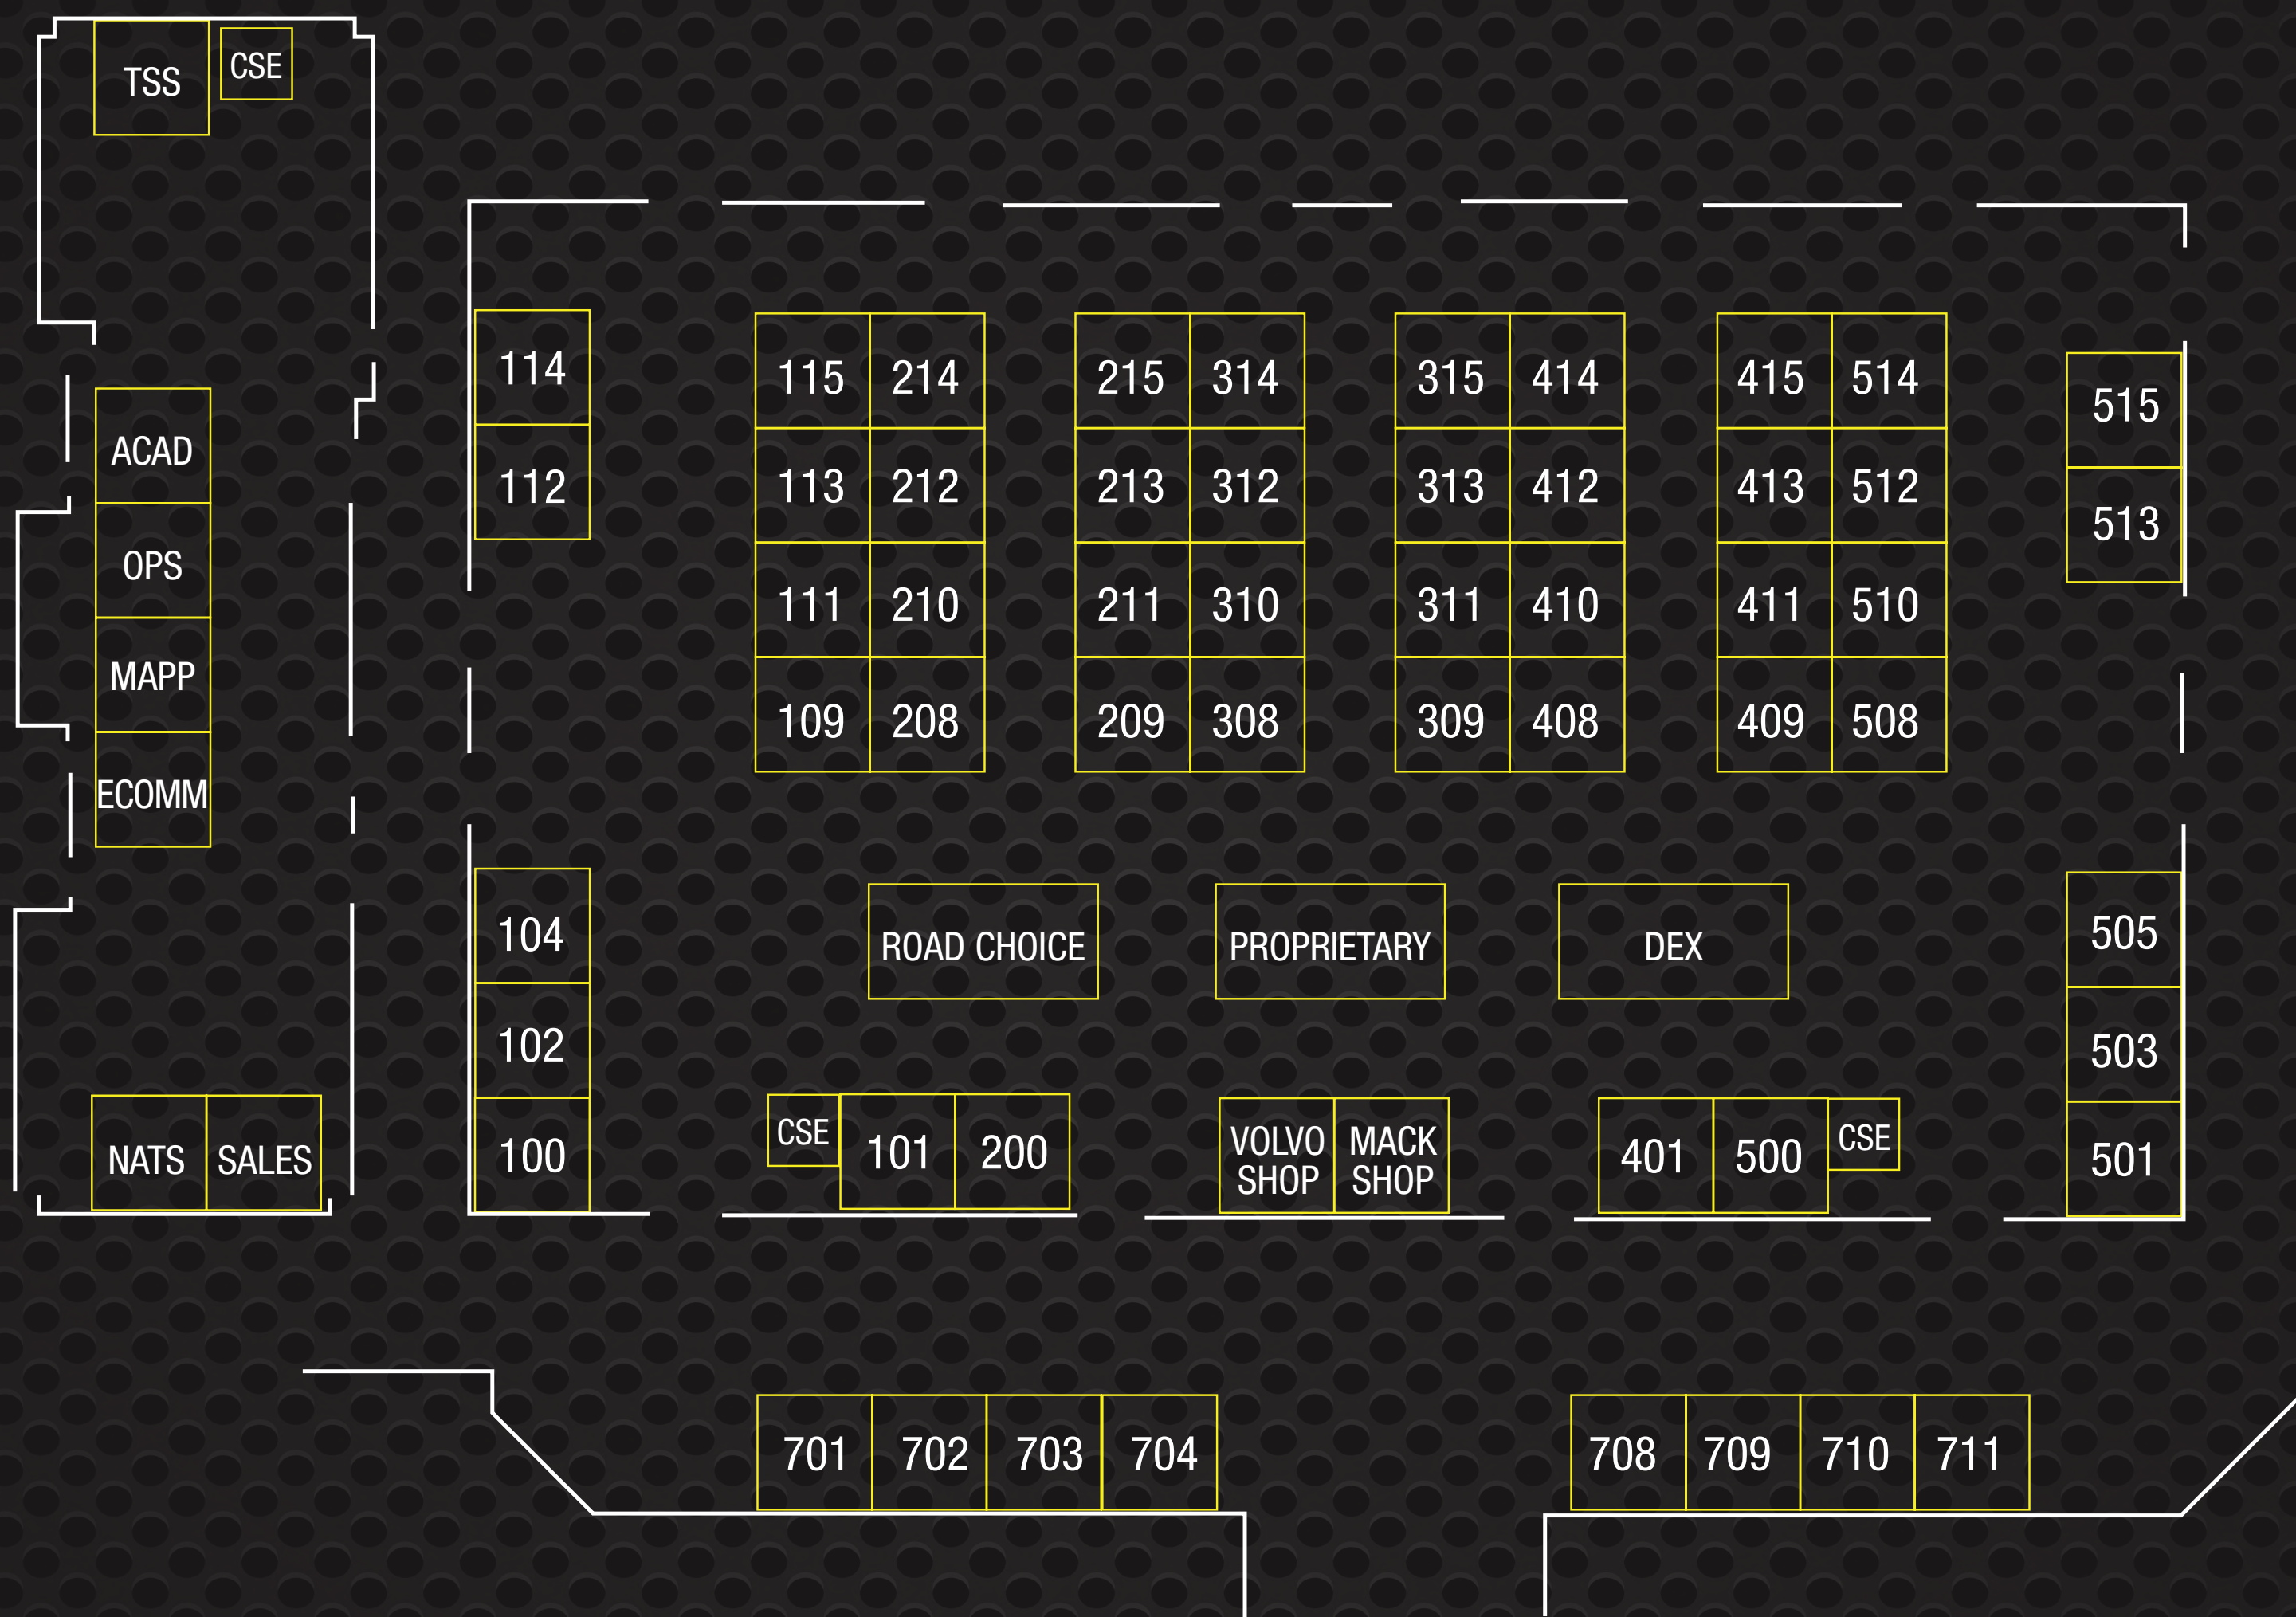 TSS
CSE
ACAD
OPS
MAPP
ECOMM
NATS SALES
114
112
104
102
100
115 214
113 212
111 210
109 208
215 314
213 312
211 310
209 308
315 414
313 412
311 410
309 408
415 514
413 512
411 510
409 508
515
513
505
503
501
ROAD CHOICE
PROPRIETARY
DEX
CSE 101 200
VOLVO
SHOP
MACK
SHOP
401 500 CSE
701 702 703 704
708 709 710 711